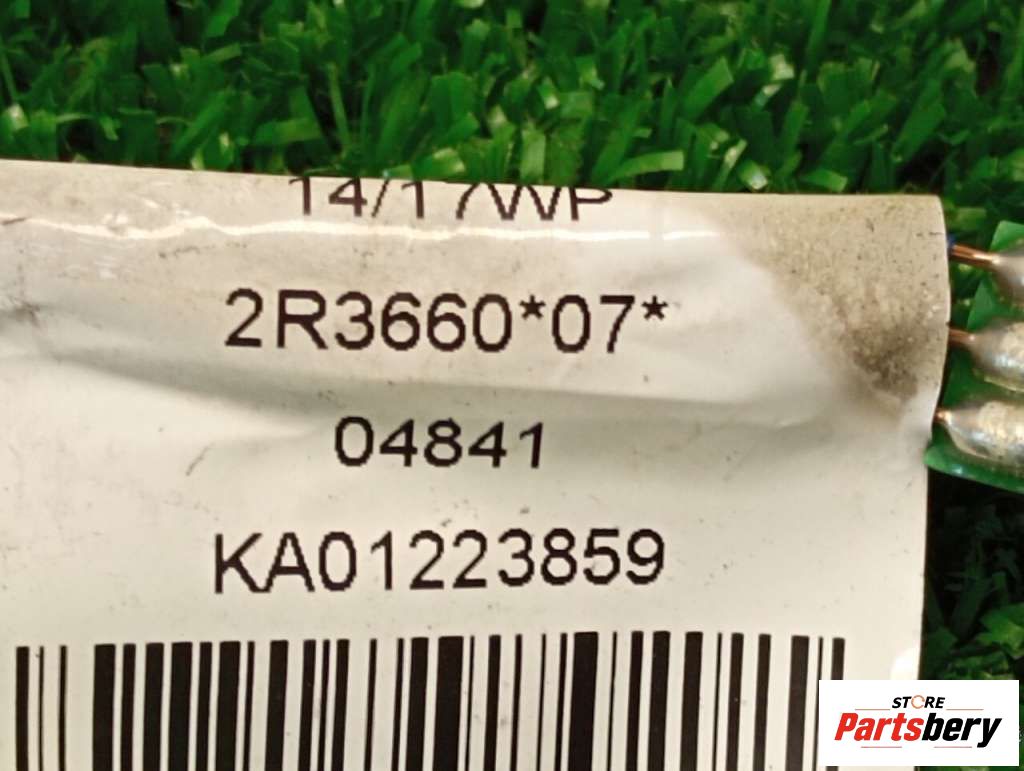 14/17WP
2R3660*07*
04841
KA01223859
STORE
Partsbery